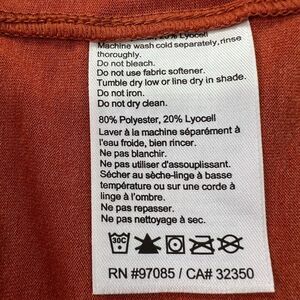 20% Lyocell
Machine wash cold separately, rinse
thoroughly.
Do not bleach.
Do not use fabric softener.
Tumble dry low or line dry in shade.
Do not iron.
Do not dry clean.
80% Polyester, 20% Lyocell
Laver à la machine séparément à
l'eau froide, bien rincer.
Ne pas blanchir.
Ne pas utiliser d'assouplissant.
Sécher au sèche-linge à basse
température ou sur une corde à
linge à l'ombre.
Ne pas repasser.
Ne pas nettoyage à sec.
30C
RN #97085 / CA# 32350